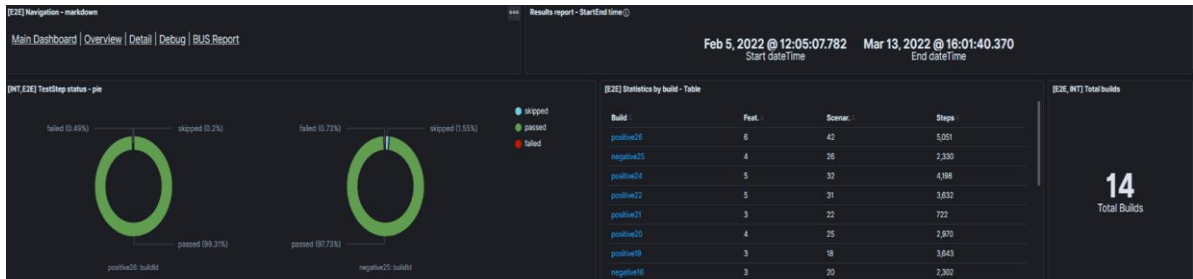 [E2E] Navigation - markdown
Main Dashboard | Overview | Detail | Debug | BUS Report
Results report - StartEnd time
Feb 5, 2022 @ 12:05:07.782 Mar 13, 2022 @ 16:01:40.370
Start dateTime End dateTime
[INT,E2E] TestStep status - pie
failed (0.49%) skipped (0.2%)
passed (99.31%)
positive26: buildId
failed (0.73%) skipped (1.55%)
passed (97.73%)
negative25: buildId
skipped
passed
failed
[E2E] Statistics by build - Table
Build Feat. Scenar. Steps
positive26 6 42 5,051
negative25 4 26 2,330
positive24 5 32 4,198
positive22 5 31 3,632
positive21 3 22 722
positive20 4 25 2,970
positive19 3 18 3,643
negative16 3 20 2,302
[E2E, INT] Total builds
14
Total Builds